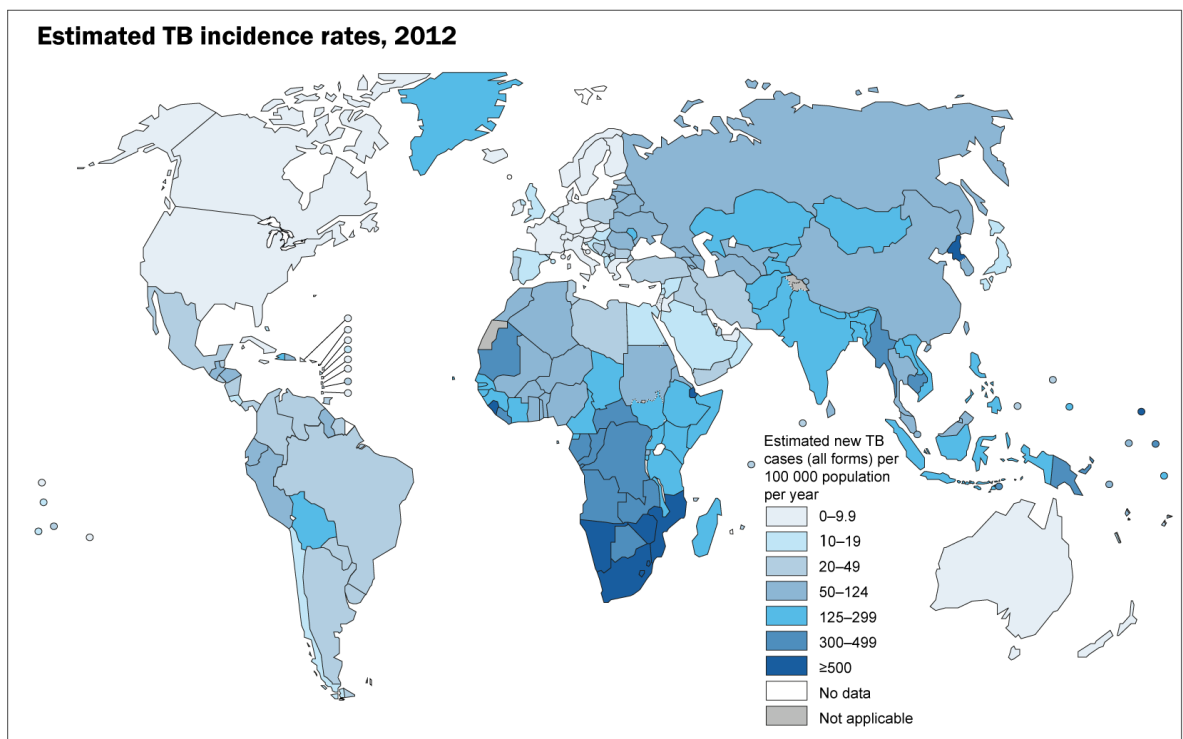 Estimated TB incidence rates, 2012
Estimated new TB
cases (all forms) per
100 000 population
per year
0–9.9
10–19
20–49
50–124
125–299
300–499
≥500
No data
Not applicable